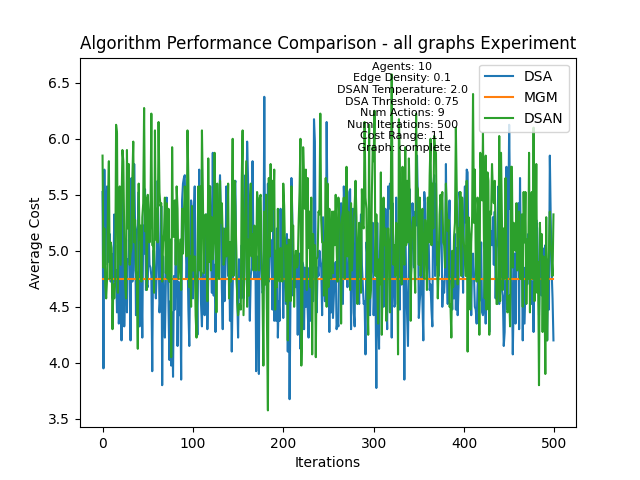 Algorithm Performance Comparison - all graphs Experiment
Agents: 10
Edge Density: 0.1
DSAN Temperature: 2.0
DSA Threshold: 0.75
Num Actions: 9
Num Iterations: 500
Cost Range: 11
Graph: complete
DSA
MGM
DSAN
Average Cost
6.5
6.0
5.5
5.0
4.5
4.0
3.5
0
100
200
300
400
500
Iterations